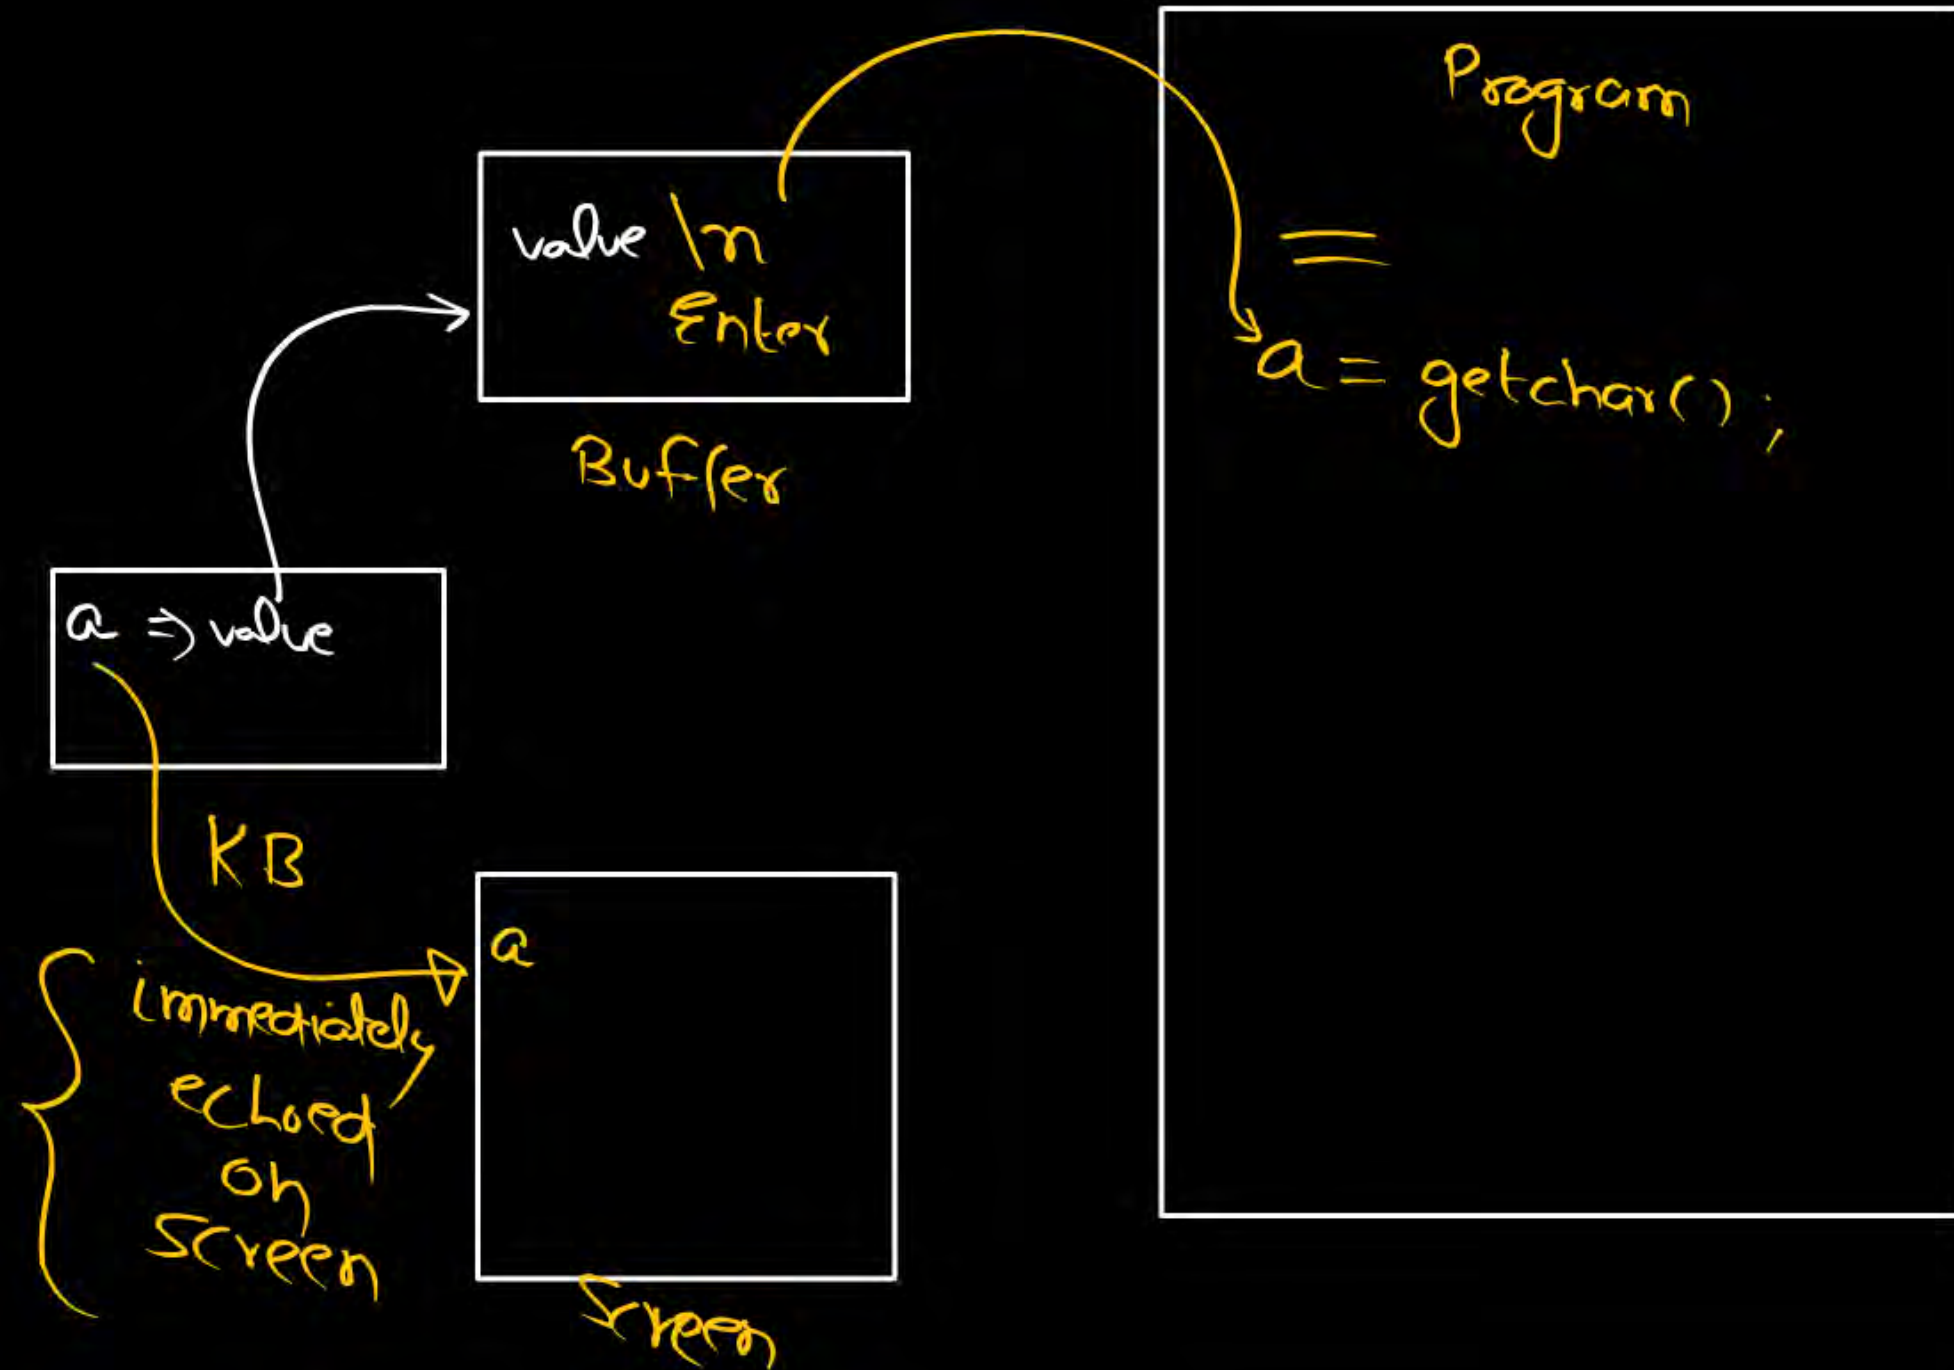 Program
value \n
Enter
Buffer
=
a = getchar();
a ⇒ value
KB
immediately
echoed
on
screen
a
Screen